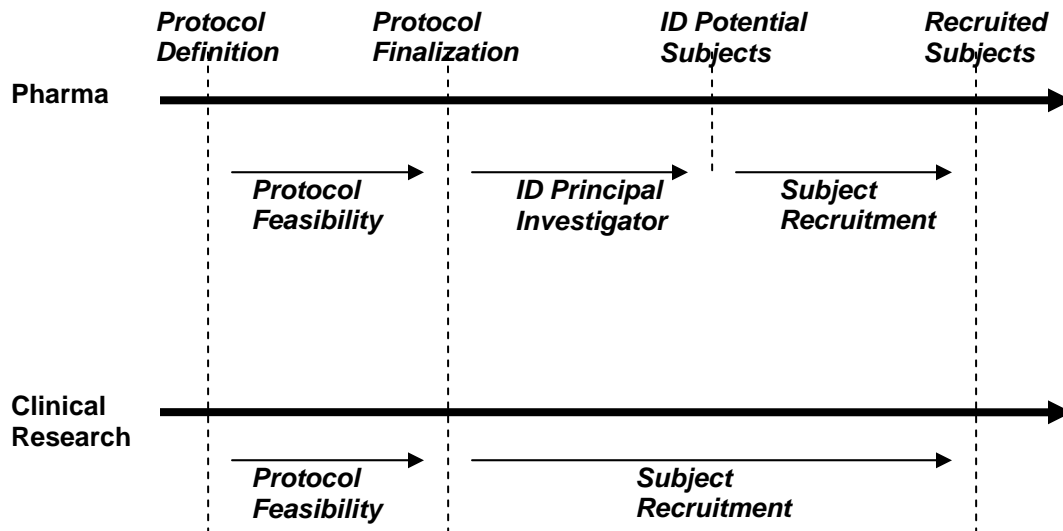 Protocol
Definition
Protocol
Finalization
ID Potential
Subjects
Recruited
Subjects
Pharma
Protocol
Feasibility
ID Principal
Investigator
Subject
Recruitment
Clinical
Research
Protocol
Feasibility
Subject
Recruitment